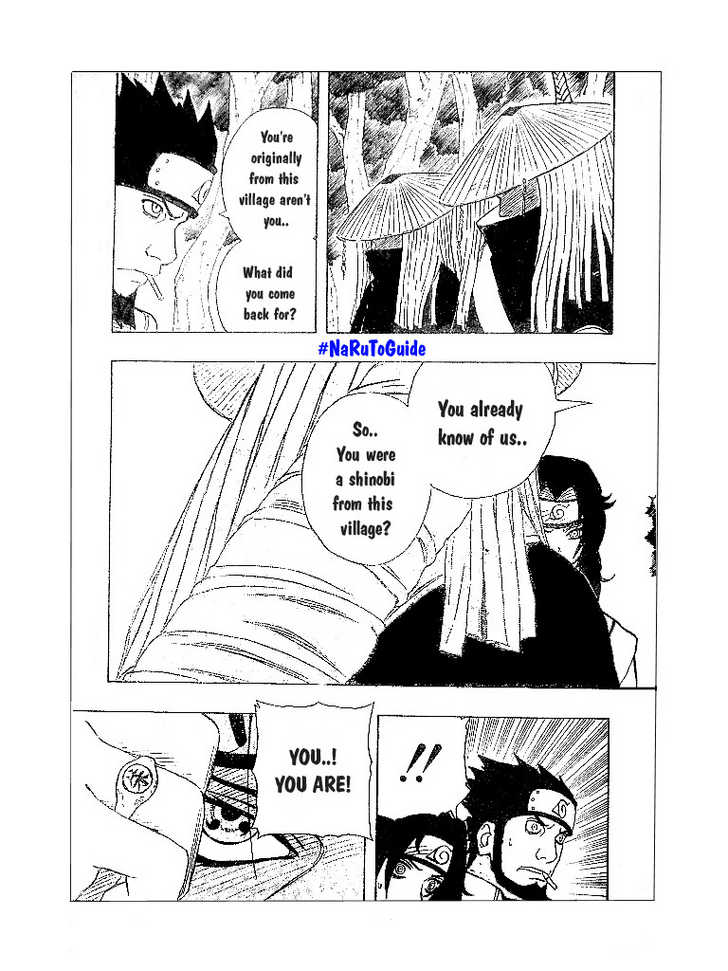 You're
originally
from this
village aren't
you..
What did
you come
back for?
#NaRuToGuide
You already
know of us..
So..
You were
a shinobi
from this
village?
YOU..!
YOU ARE!
!!